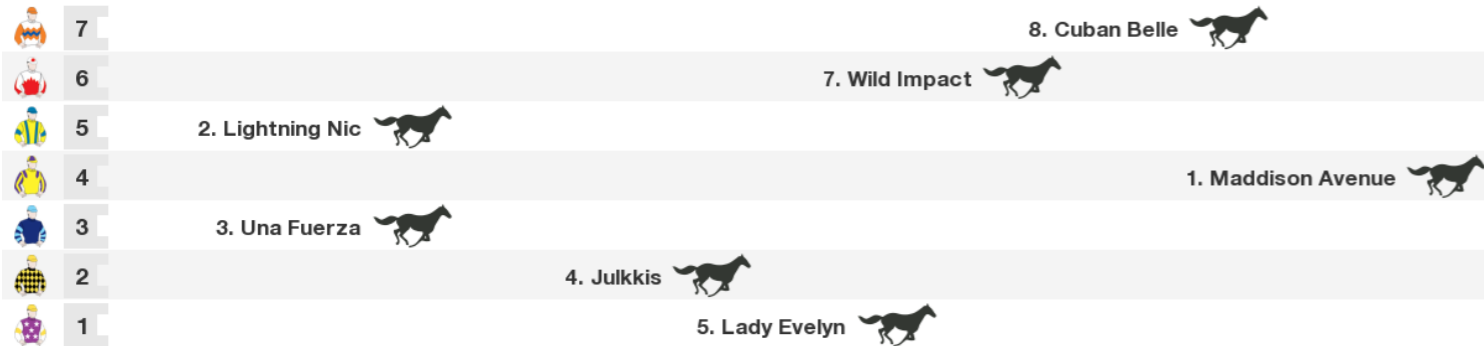 7 8. Cuban Belle
6 7. Wild Impact
5 2. Lightning Nic
4 1. Maddison Avenue
3 3. Una Fuerza
2 4. Julkkis
1 5. Lady Evelyn